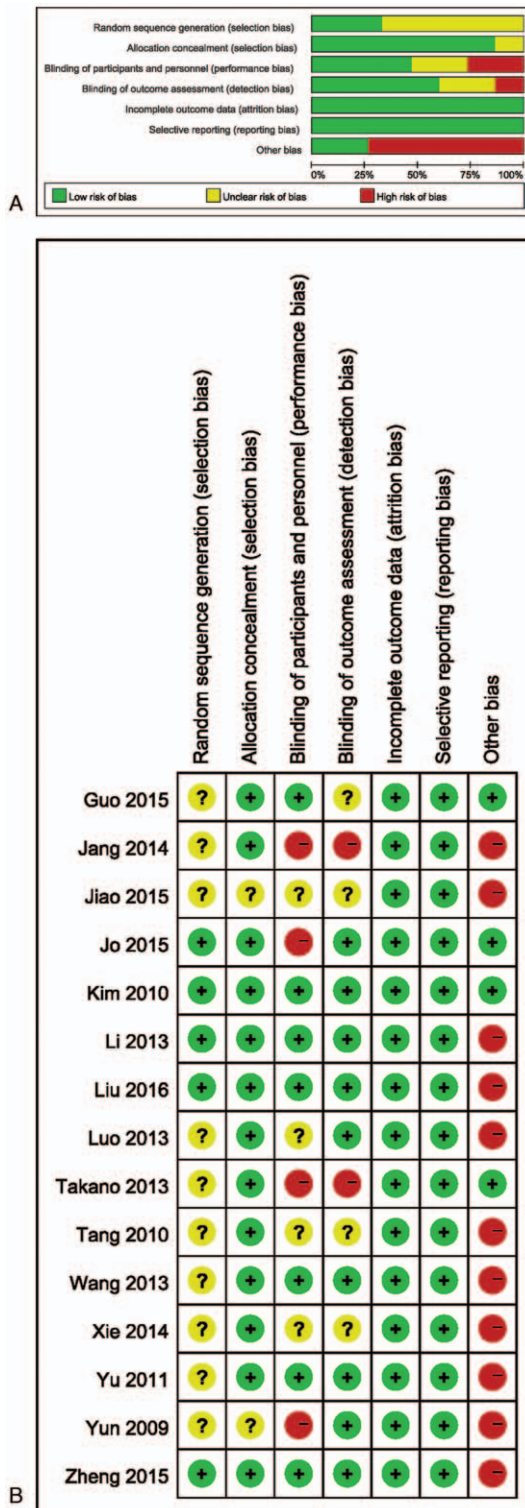 Random sequence generation (selection bias)
Allocation concealment (selection bias)
Blinding of participants and personnel (performance bias)
Blinding of outcome assessment (detection bias)
Incomplete outcome data (attrition bias)
Selective reporting (reporting bias)
Other bias
0% 25% 50% 75% 100%
Low risk of bias Unclear risk of bias High risk of bias
A
Random sequence generation (selection bias)
Allocation concealment (selection bias)
Blinding of participants and personnel (performance bias)
Blinding of outcome assessment (detection bias)
Incomplete outcome data (attrition bias)
Selective reporting (reporting bias)
Other bias
Guo 2015 ? + + ? + + +
Jang 2014 ? + − − + + −
Jiao 2015 ? ? ? ? + + −
Jo 2015 + + − + + + +
Kim 2010 + + + + + + +
Li 2013 + + + + + + −
Liu 2016 + + + + + + −
Luo 2013 ? + ? + + + −
Takano 2013 ? + − − + + +
Tang 2010 ? + ? ? + + −
Wang 2013 ? + + + + + −
Xie 2014 ? + ? ? + + −
Yu 2011 ? + + + + + −
Yun 2009 ? ? − + + + −
Zheng 2015 + + + + + + −
B